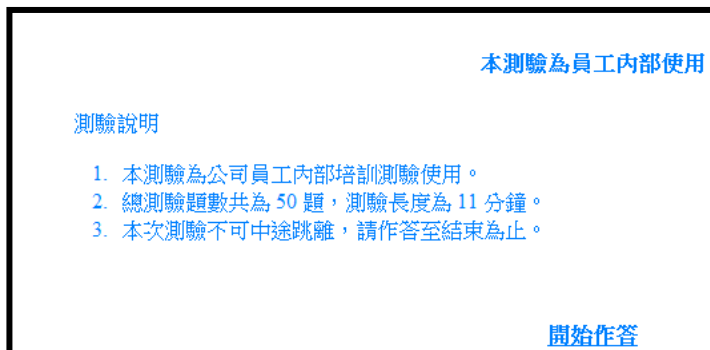 本測驗為員工內部使用
測驗說明
1. 本測驗為公司員工內部培訓測驗使用。
2. 總測驗題數共為 50 題，測驗長度為 11 分鐘。
3. 本次測驗不可中途跳離，請作答至結束為止。
開始作答